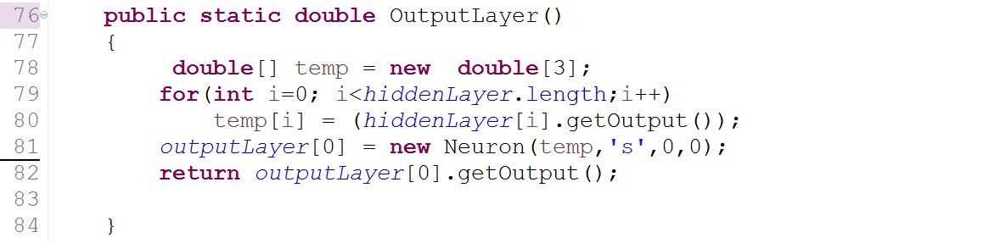 76 public static double OutputLayer()
77 {
78 double[] temp = new  double[3];
79 for(int i=0; i<hiddenLayer.length;i++)
80 temp[i] = (hiddenLayer[i].getOutput());
81 outputLayer[0] = new Neuron(temp,'s',0,0);
82 return outputLayer[0].getOutput();
83
84 }